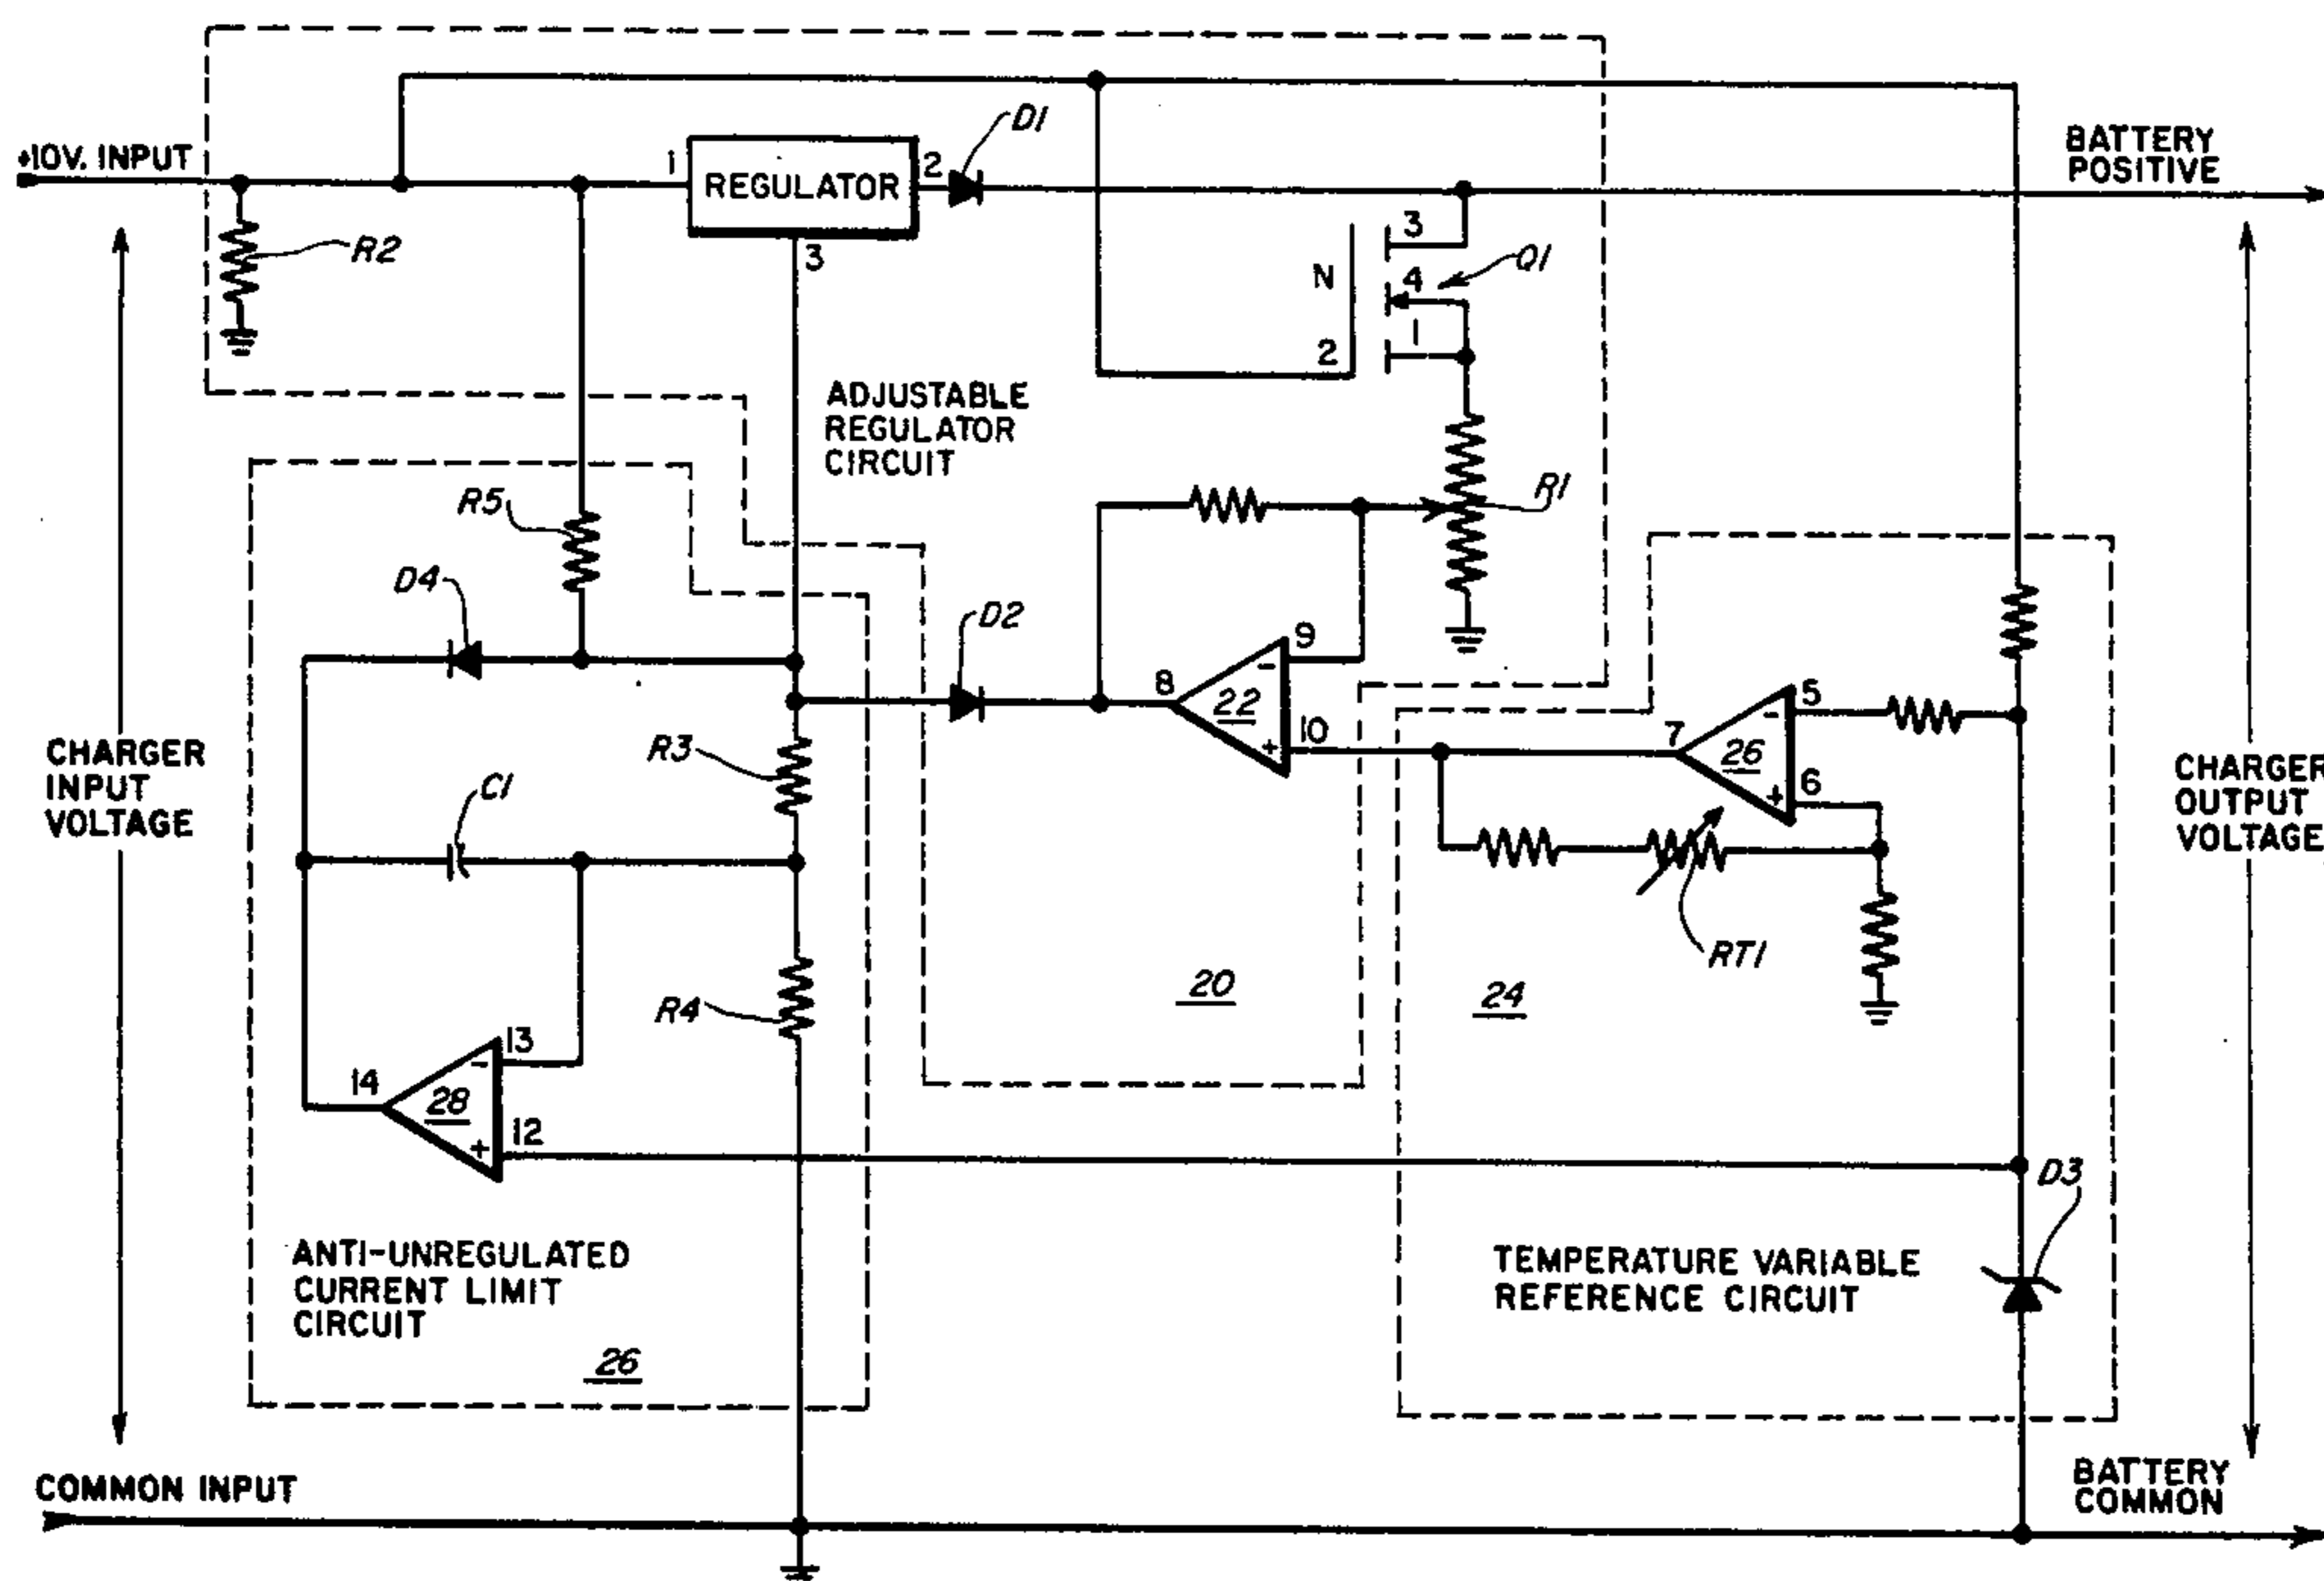 +10V. INPUT
1
REGULATOR
2
D1
BATTERY
POSITIVE
R2
3
3
N
4
Q1
1
2
ADJUSTABLE
REGULATOR
CIRCUIT
R5
R1
D4
D2
9
-
8
22
10
+
5
-
7
26
6
+
R3
CHARGER
INPUT
VOLTAGE
C1
CHARGER
OUTPUT
VOLTAGE
RT1
R4
20
24
13
-
14
28
12
+
D3
ANTI-UNREGULATED
CURRENT LIMIT
CIRCUIT
26
TEMPERATURE VARIABLE
REFERENCE CIRCUIT
COMMON INPUT
BATTERY
COMMON